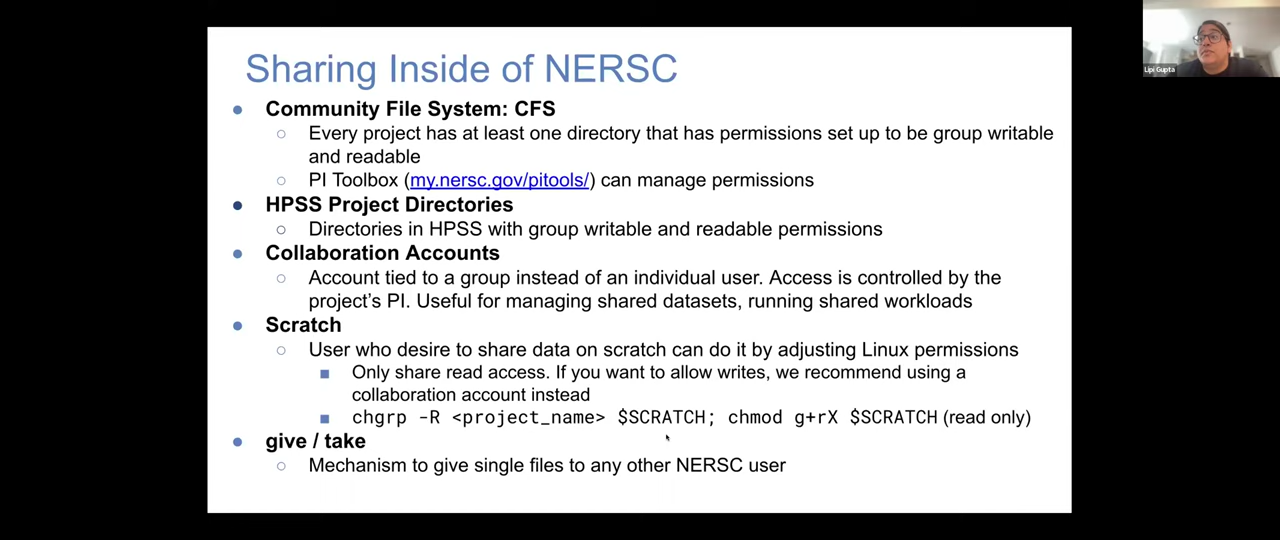 Sharing Inside of NERSC
Lipi Gupta
● Community File System: CFS
○ Every project has at least one directory that has permissions set up to be group writable
and readable
○ PI Toolbox (my.nersc.gov/pitools/) can manage permissions
● HPSS Project Directories
○ Directories in HPSS with group writable and readable permissions
● Collaboration Accounts
○ Account tied to a group instead of an individual user. Access is controlled by the
project's PI. Useful for managing shared datasets, running shared workloads
● Scratch
○ User who desire to share data on scratch can do it by adjusting Linux permissions
■ Only share read access. If you want to allow writes, we recommend using a
collaboration account instead
■ chgrp -R <project_name> $SCRATCH; chmod g+rX $SCRATCH (read only)
● give / take
○ Mechanism to give single files to any other NERSC user